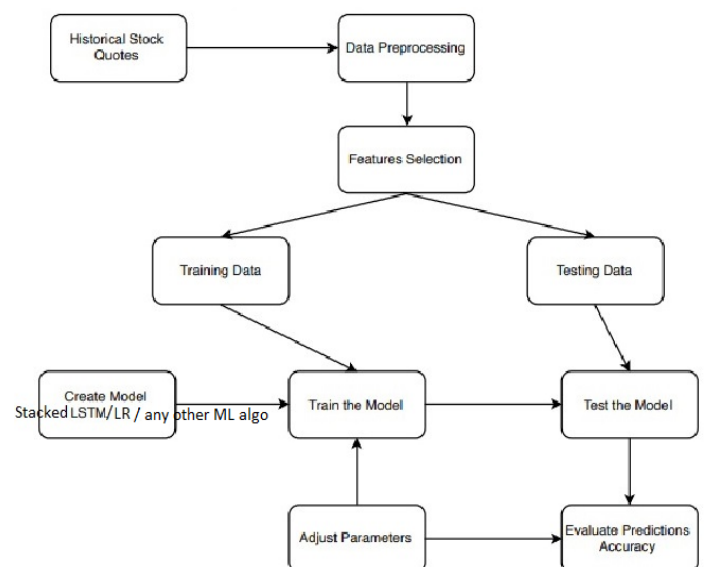 Historical Stock
Quotes
Data Preprocessing
Features Selection
Training Data
Testing Data
Create Model
Stacked LSTM/LR / any other ML algo
Train the Model
Test the Model
Adjust Parameters
Evaluate Predictions
Accuracy